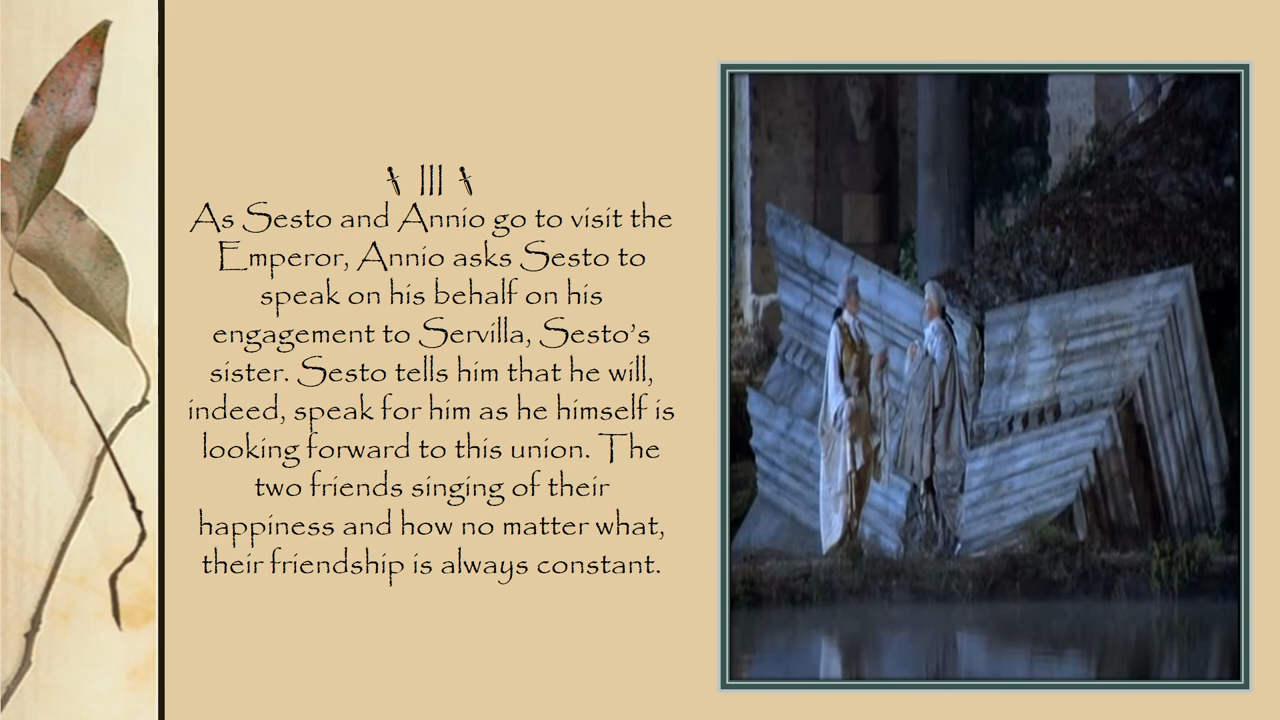 III
As Sesto and Annio go to visit the
Emperor, Annio asks Sesto to
speak on his behalf on his
engagement to Servilla, Sesto's
sister. Sesto tells him that he will,
indeed, speak for him as he himself is
looking forward to this union. The
two friends singing of their
happiness and how no matter what,
their friendship is always constant.